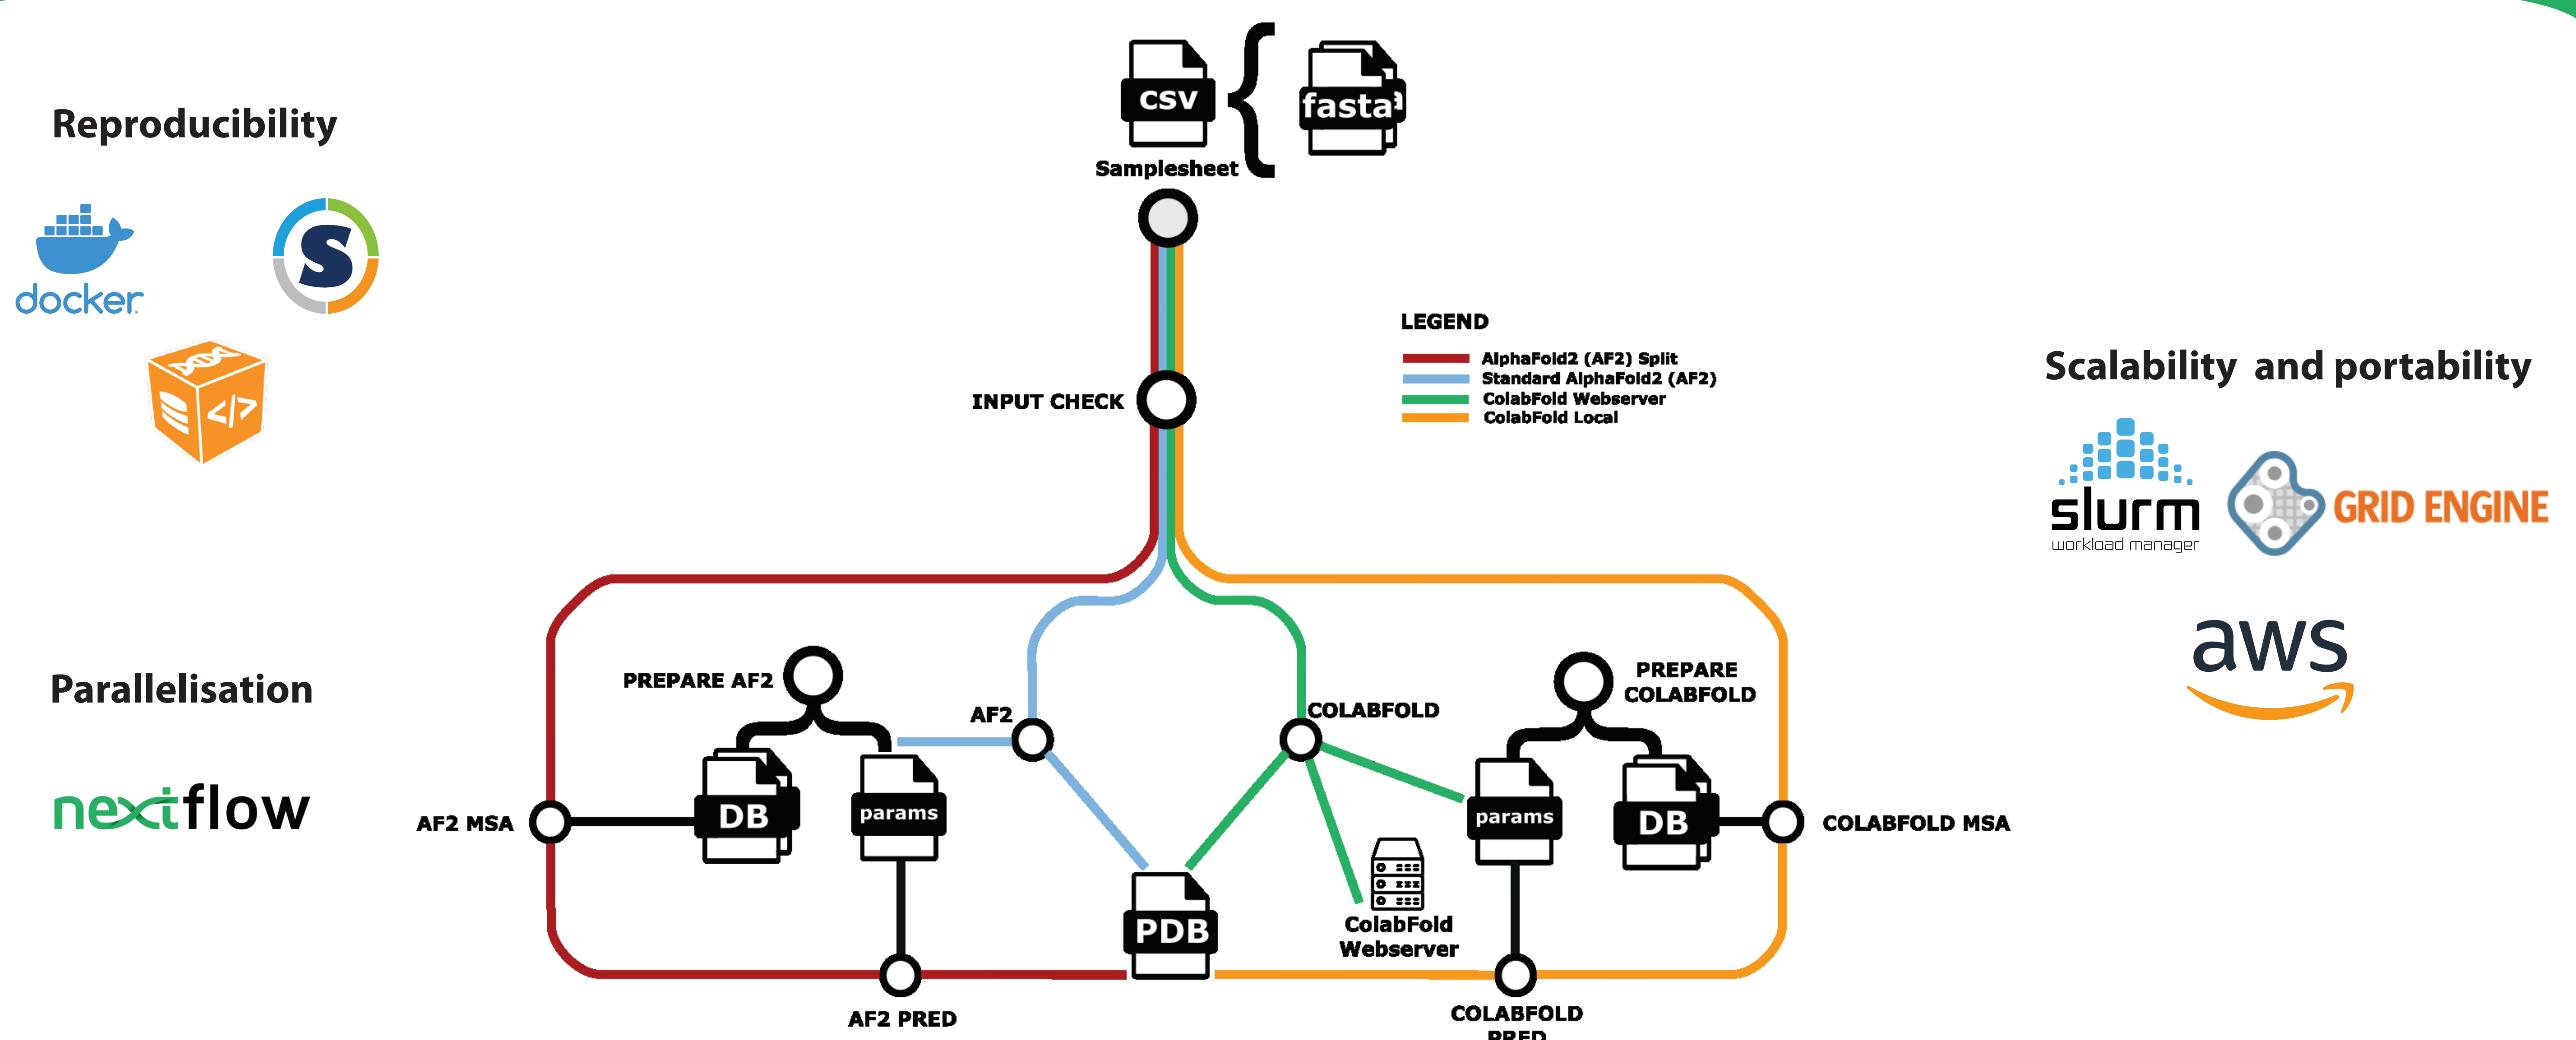 csv
fasta
Samplesheet
Reproducibility
docker
S
</>
INPUT CHECK
LEGEND
AlphaFold2 (AF2) Split
Standard AlphaFold2 (AF2)
ColabFold Webserver
ColabFold Local
Scalability and portability
slurm
workload manager
GRID ENGINE
aws
Parallelisation
nextflow
PREPARE AF2
AF2
COLABFOLD
PREPARE
COLABFOLD
DB
params
params
DB
AF2 MSA
COLABFOLD MSA
PDB
ColabFold
Webserver
AF2 PRED
COLABFOLD
PRED